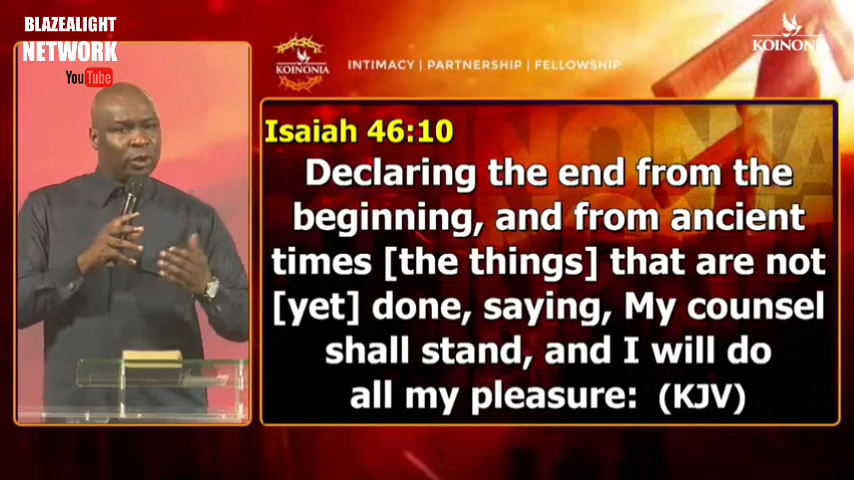 BLAZEALIGHT
NETWORK
YouTube
KOINONIA
INTIMACY | PARTNERSHIP | FELLOWSHIP
Isaiah 46:10
Declaring the end from the
beginning, and from ancient
times [the things] that are not
[yet] done, saying, My counsel
shall stand, and I will do
all my pleasure: (KJV)